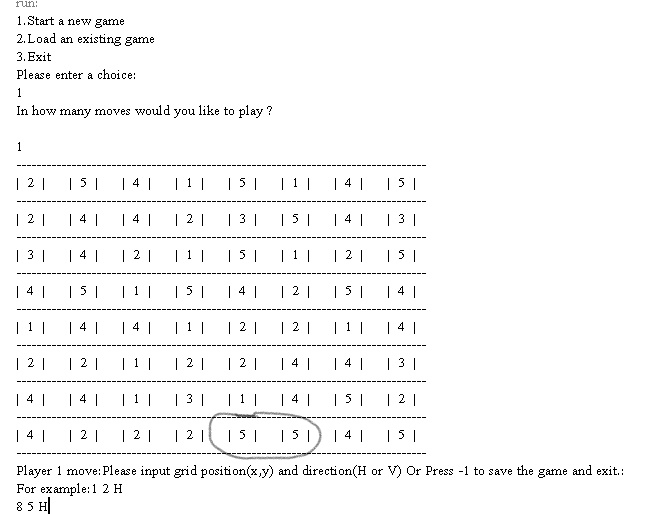 run:
1.Start a new game
2.Load an existing game
3.Exit
Please enter a choice:
1
In how many moves would you like to play ?
1
--------------------------------------------------------------------------------
| 2 | | 5 | | 4 | | 1 | | 5 | | 1 | | 4 | | 5 |
--------------------------------------------------------------------------------
| 2 | | 4 | | 4 | | 2 | | 3 | | 5 | | 4 | | 3 |
--------------------------------------------------------------------------------
| 3 | | 4 | | 2 | | 1 | | 5 | | 1 | | 2 | | 5 |
--------------------------------------------------------------------------------
| 4 | | 5 | | 1 | | 5 | | 4 | | 2 | | 5 | | 4 |
--------------------------------------------------------------------------------
| 1 | | 4 | | 4 | | 1 | | 2 | | 2 | | 1 | | 4 |
--------------------------------------------------------------------------------
| 2 | | 2 | | 1 | | 2 | | 2 | | 4 | | 4 | | 3 |
--------------------------------------------------------------------------------
| 4 | | 4 | | 1 | | 3 | | 1 | | 4 | | 5 | | 2 |
--------------------------------------------------------------------------------
| 4 | | 2 | | 2 | | 2 | | 5 | | 5 | | 4 | | 5 |
--------------------------------------------------------------------------------
Player 1 move:Please input grid position(x,y) and direction(H or V) Or Press -1 to save the game and exit.:
For example:1 2 H
8 5 H